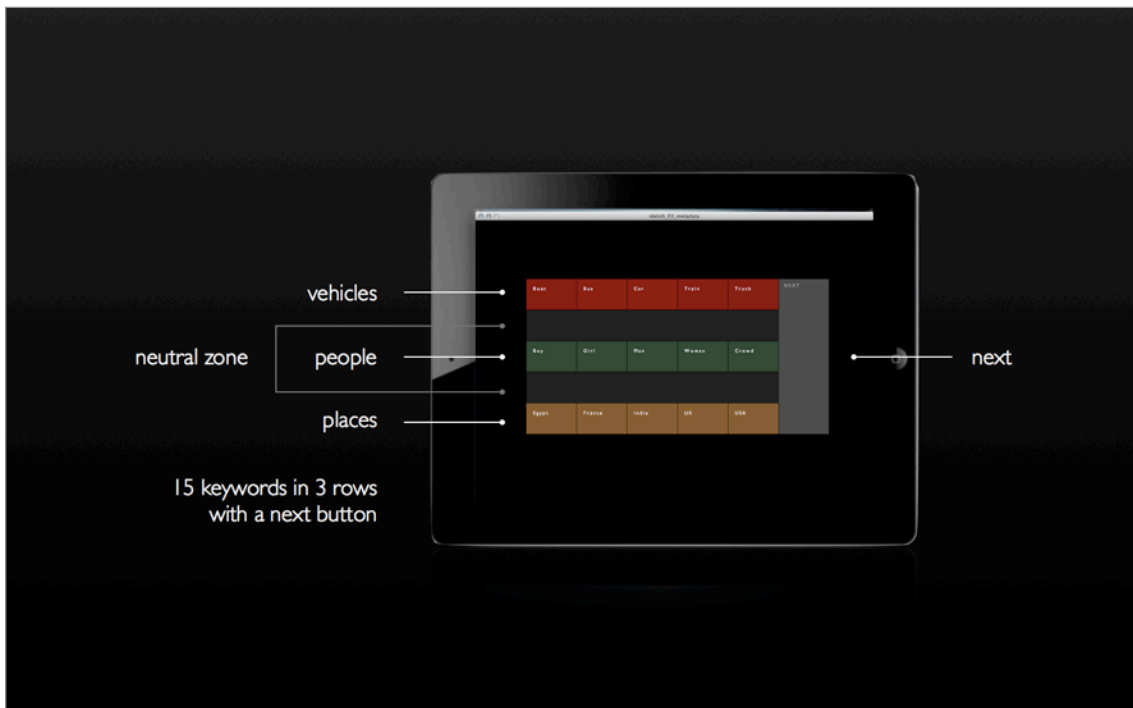 sketch_03_metadata
vehicles
Boat Bus Car Train Truck NEXT
neutral zone
people
Boy Girl Man Woman Crowd
next
places
Egypt France India UK USA
15 keywords in 3 rows
with a next button